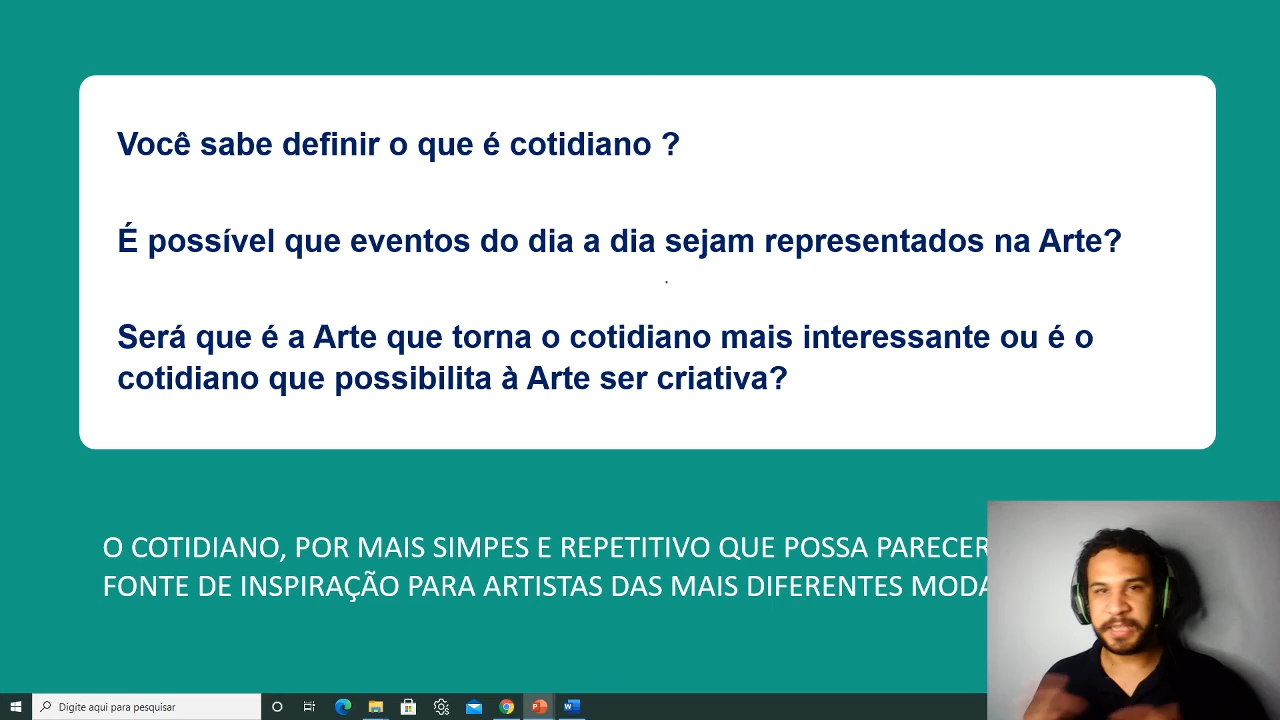 Você sabe definir o que é cotidiano ?
É possível que eventos do dia a dia sejam representados na Arte?
Será que é a Arte que torna o cotidiano mais interessante ou é o
cotidiano que possibilita à Arte ser criativa?
O COTIDIANO, POR MAIS SIMPES E REPETITIVO QUE POSSA PARECER
FONTE DE INSPIRAÇÃO PARA ARTISTAS DAS MAIS DIFERENTES MODA
Digite aqui para pesquisar